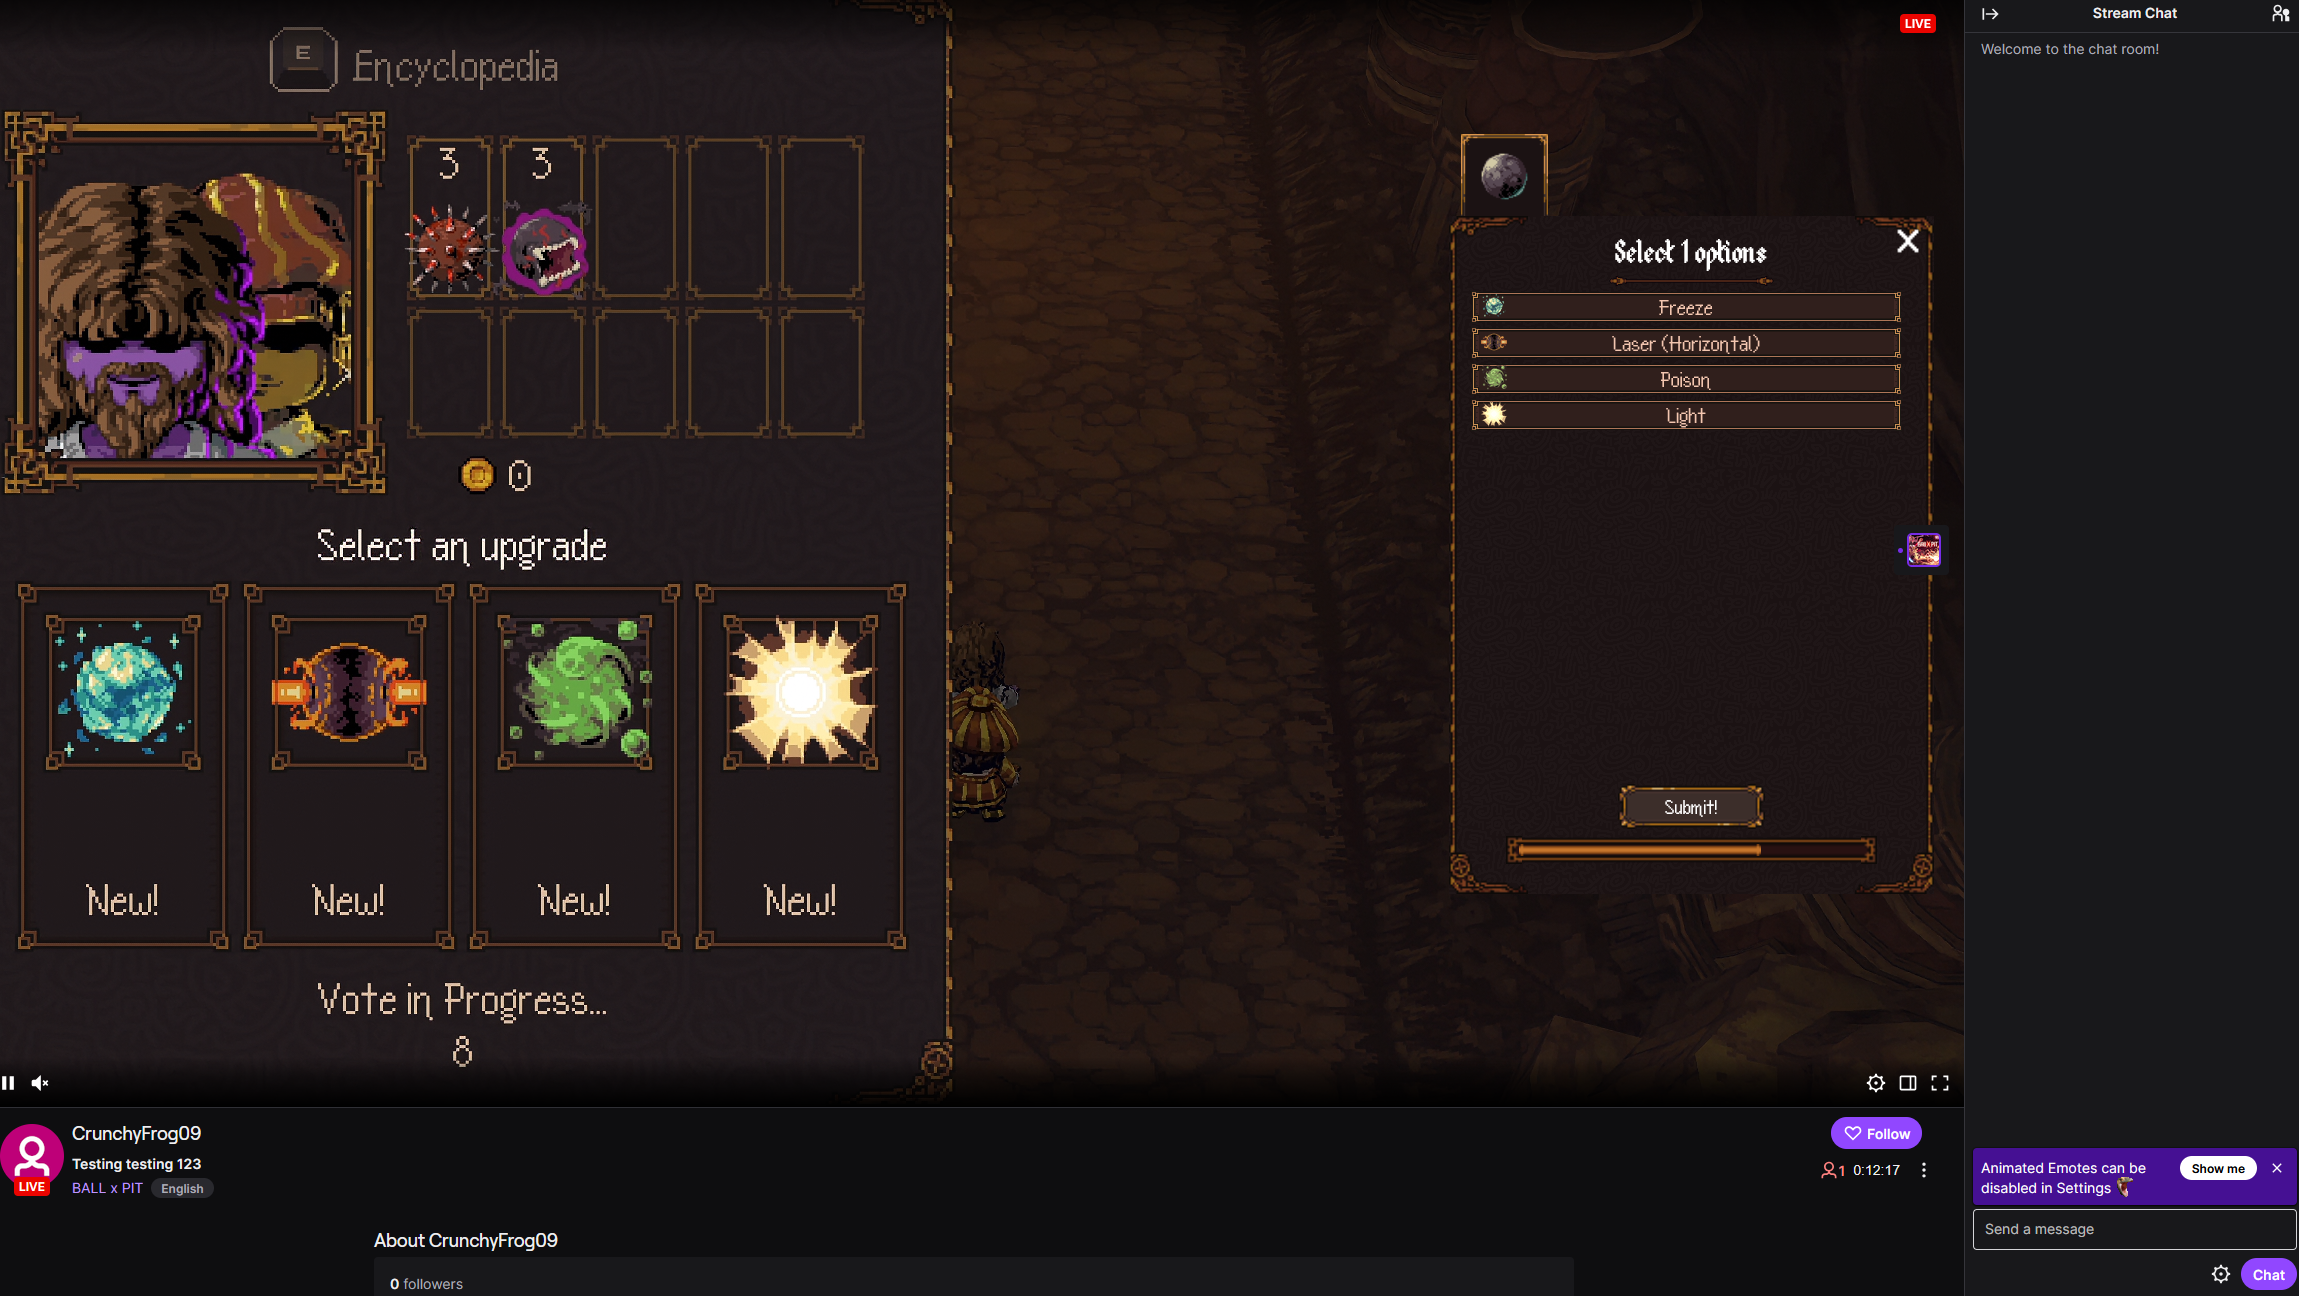 E Encyclopedia
3 3
0
Select an upgrade
New! New! New! New!
Vote in Progress...
8
LIVE
Select 1 options
Freeze
Laser (Horizontal)
Poison
Light
Submit!
CrunchyFrog09
Testing testing 123
LIVE
BALL x PIT English
Follow
1 0:12:17
About CrunchyFrog09
0 followers
Stream Chat
Welcome to the chat room!
Animated Emotes can be
disabled in Settings
Show me
Send a message
Chat